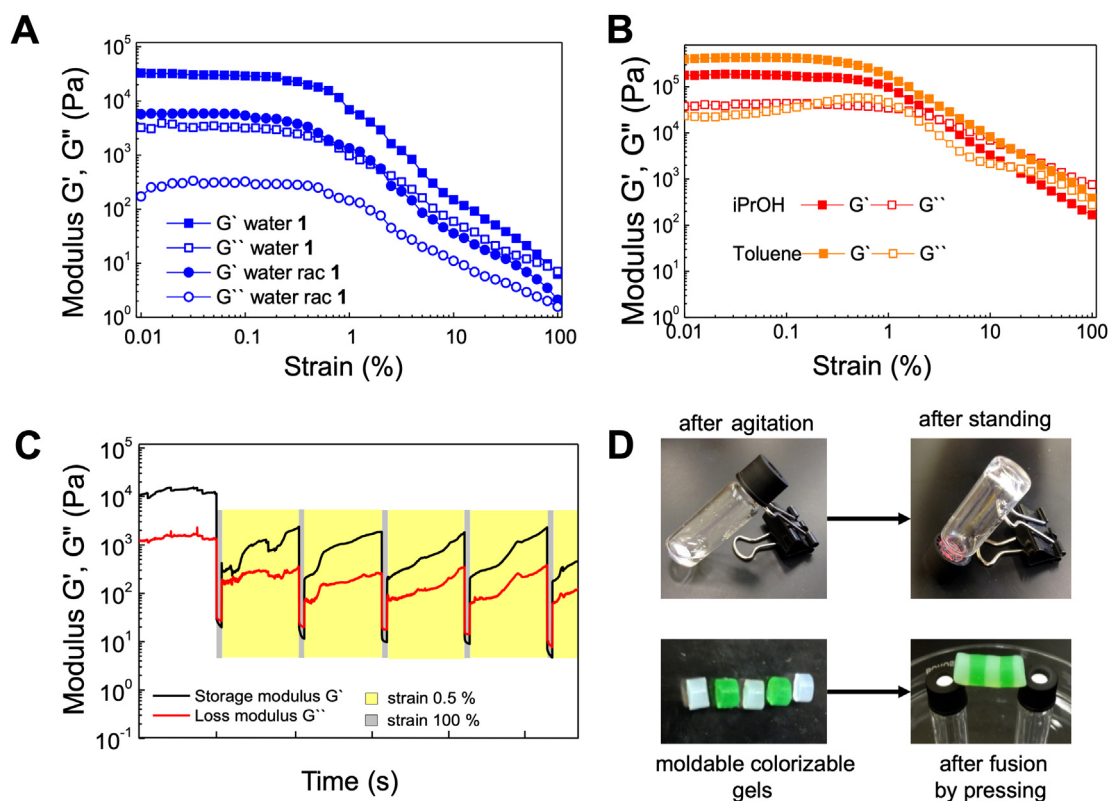 A
Modulus G', G" (Pa)
10^5
10^4
10^3
10^2
10^1
10^0
G` water 1
G`` water 1
G` water rac 1
G`` water rac 1
0.01
0.1
1
10
100
Strain (%)
B
Modulus G', G" (Pa)
10^5
10^4
10^3
10^2
10^1
10^0
iPrOH G` G``
Toluene G` G``
0.01
0.1
1
10
100
Strain (%)
C
Modulus G', G" (Pa)
10^5
10^4
10^3
10^2
10^1
10^0
10^-1
Storage modulus G`
Loss modulus G``
strain 0.5 %
strain 100 %
Time (s)
D
after agitation
after standing
moldable colorizable
gels
after fusion
by pressing